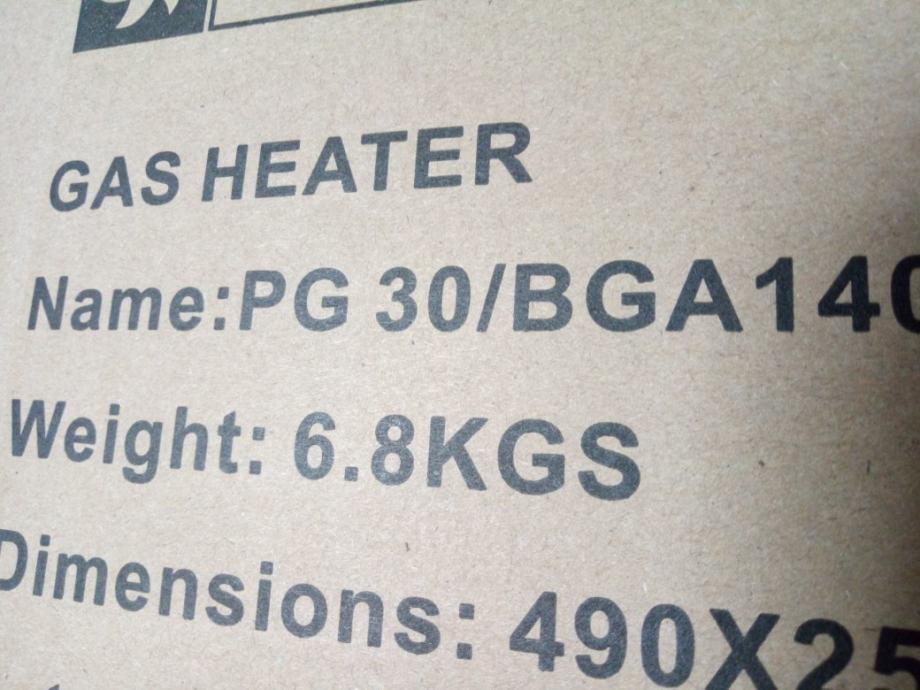 GAS HEATER
Name:PG 30/BGA140
Weight: 6.8KGS
Dimensions: 490X25